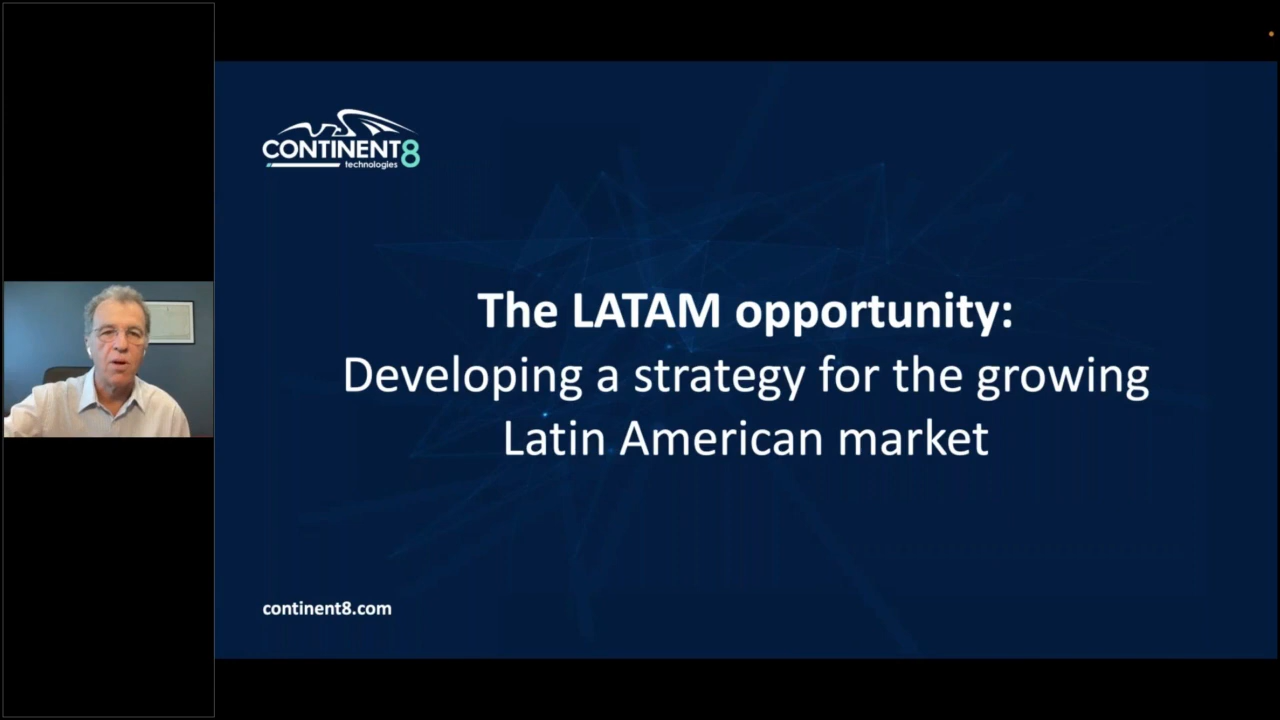 CONTINENT8
technologies
The LATAM opportunity:
Developing a strategy for the growing
Latin American market
continent8.com